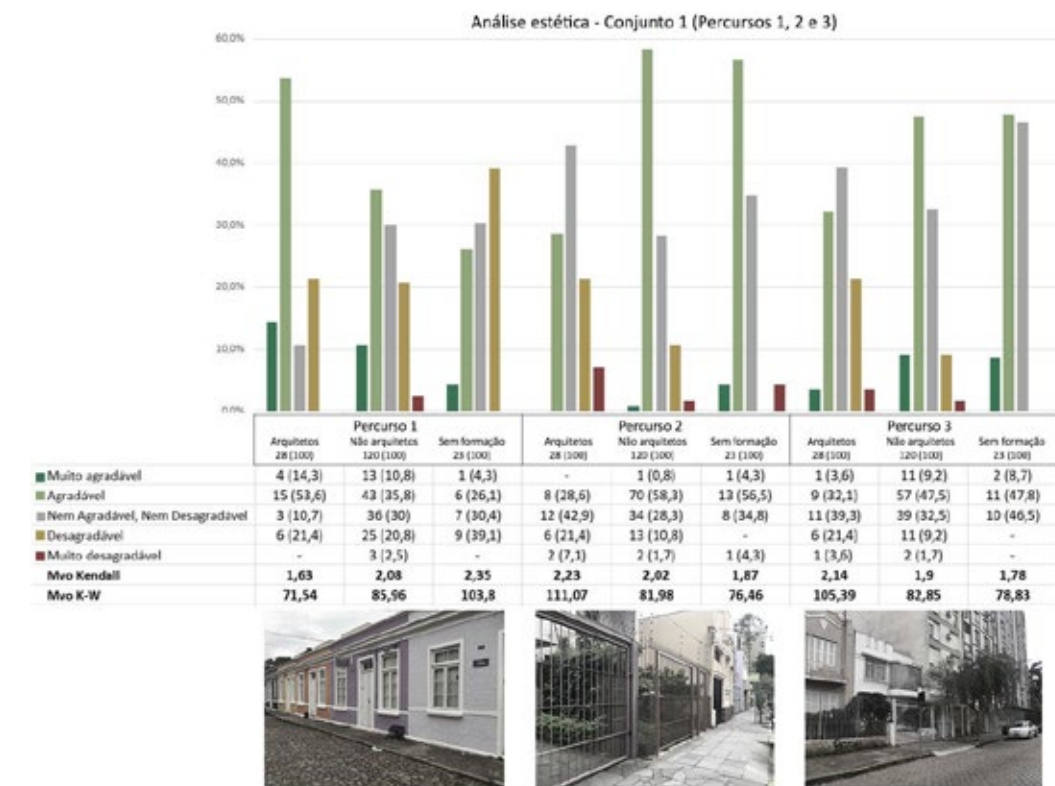 Análise estética - Conjunto 1 (Percursos 1, 2 e 3)
60,0%
50,0%
40,0%
30,0%
20,0%
10,0%
0,0%
Percurso 1 Percurso 2 Percurso 3
Arquitetos Não arquitetos Sem formação Arquitetos Não arquitetos Sem formação Arquitetos Não arquitetos Sem formação
28 (100) 120 (100) 23 (100) 28 (100) 120 (100) 23 (100) 28 (100) 120 (100) 23 (100)
Muito agradável 4 (14,3) 13 (10,8) 1 (4,3) - 1 (0,8) 1 (4,3) 1 (3,6) 11 (9,2) 2 (8,7)
Agradável 15 (53,6) 43 (35,8) 6 (26,1) 8 (28,6) 70 (58,3) 13 (56,5) 9 (32,1) 57 (47,5) 11 (47,8)
Nem Agradável, Nem Desagradável 3 (10,7) 36 (30) 7 (30,4) 12 (42,9) 34 (28,3) 8 (34,8) 11 (39,3) 39 (32,5) 10 (46,5)
Desagradável 6 (21,4) 25 (20,8) 9 (39,1) 6 (21,4) 13 (10,8) - 6 (21,4) 11 (9,2) -
Muito desagradável - 3 (2,5) - 2 (7,1) 2 (1,7) 1 (4,3) 1 (3,6) 2 (1,7) -
Mvo Kendall 1,63 2,08 2,35 2,23 2,02 1,87 2,14 1,9 1,78
Mvo K-W 71,54 85,96 103,8 111,07 81,98 76,46 105,39 82,85 78,83